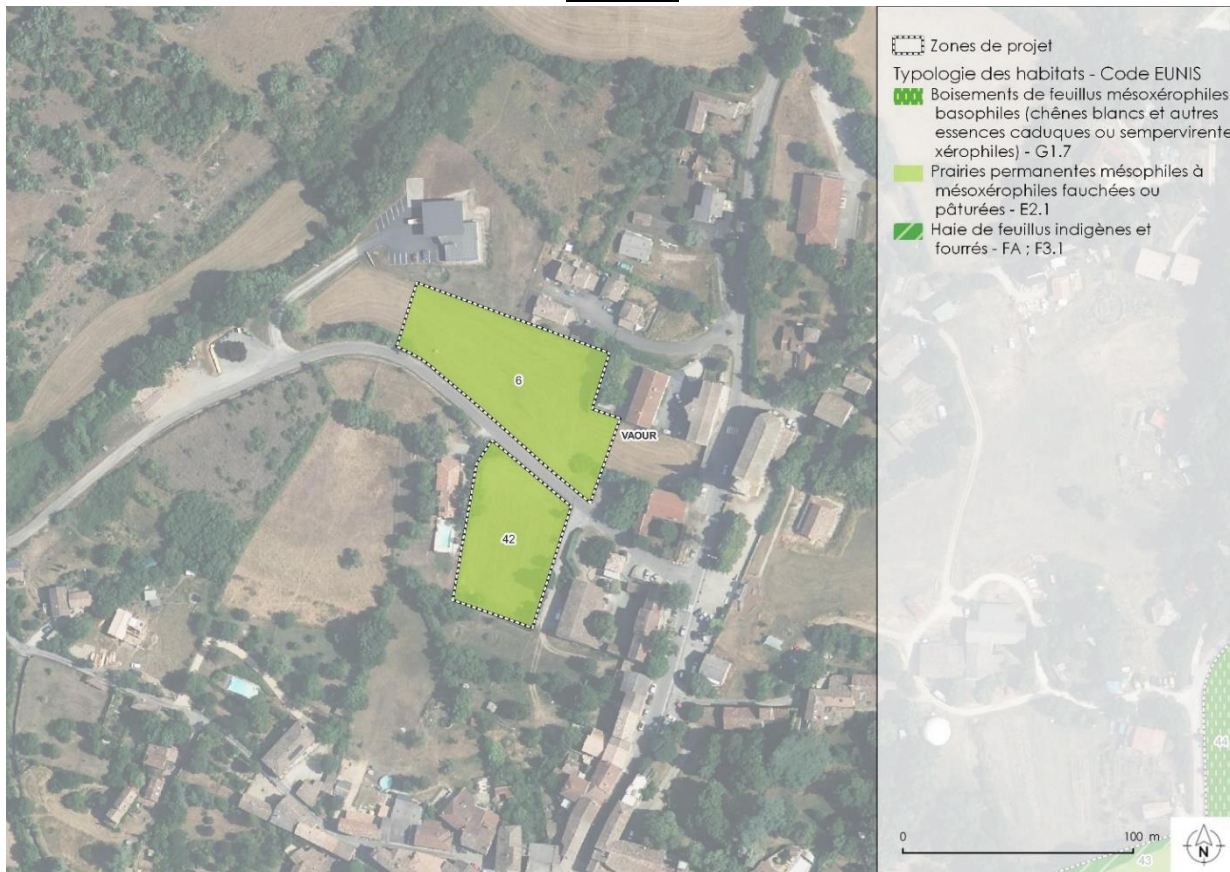 Zones de projet
Typologie des habitats - Code EUNIS
Boisements de feuillus mésoxérophiles
basophiles (chênes blancs et autres
essences caduques ou sempervirente
xérophiles) - G1.7
Prairies permanentes mésophiles à
mésoxérophiles fauchées ou
pâturées - E2.1
Haie de feuillus indigènes et
fourrés - FA ; F3.1
6
VAOUR
42
44
0 100 m
43
N